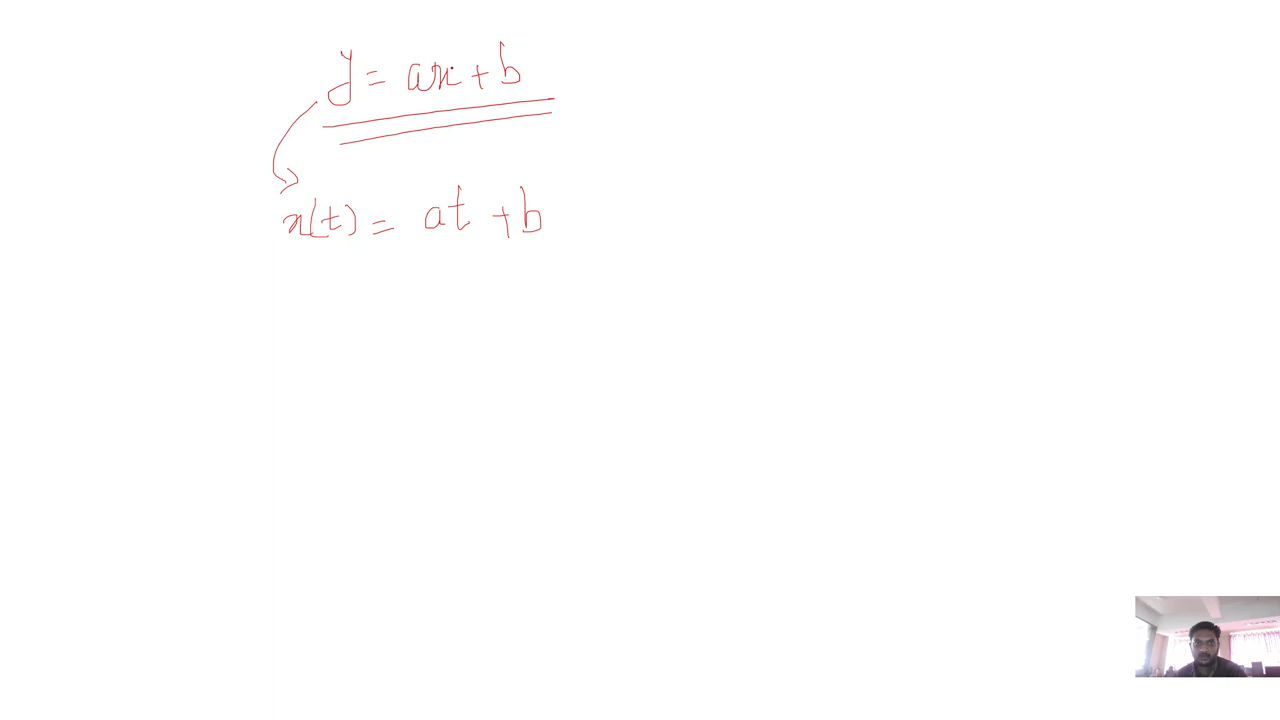 y = ax + b
x(t) = at + b